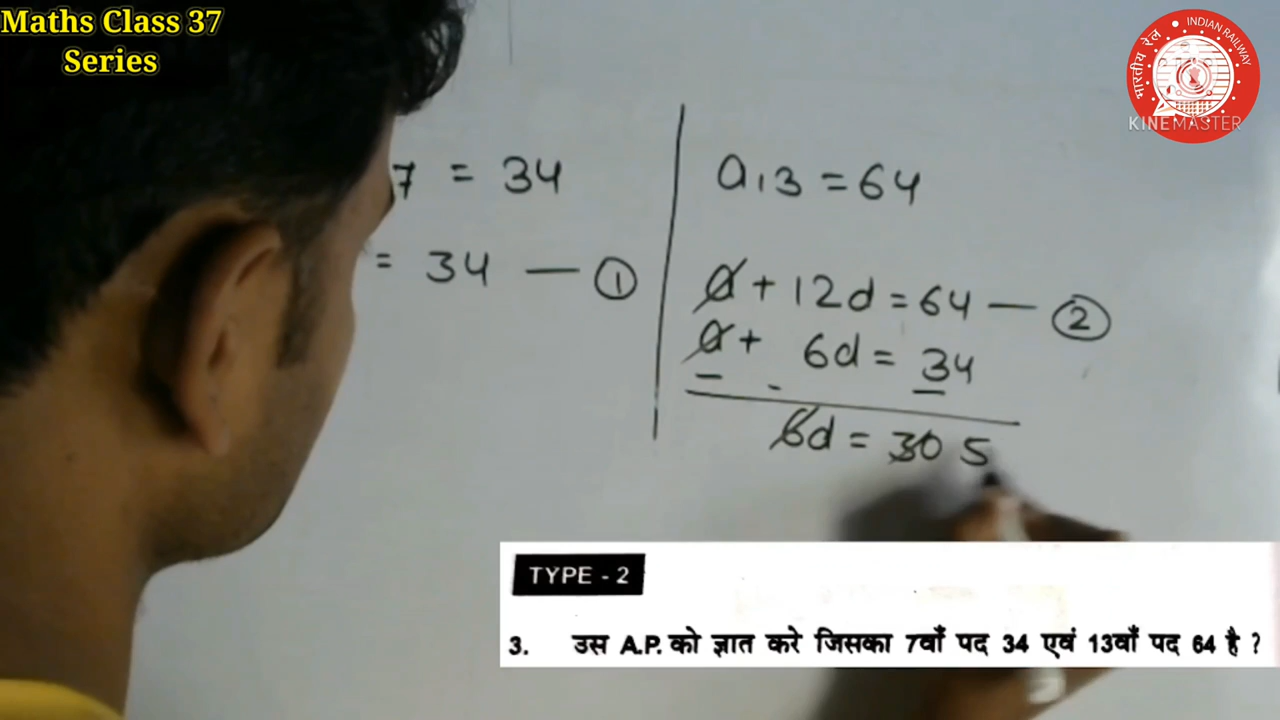 Maths Class 37
Series
भारतीय रेल
INDIAN RAILWAY
KINEMASTER
7 = 34
= 34 — ①
a₁₃ = 64
a + 12d = 64 — ②
a + 6d = 34
— - —
6d = 30 5
TYPE - 2
3. उस A.P. को ज्ञात करे जिसका 7वाँ पद 34 एवं 13वाँ पद 64 है ?